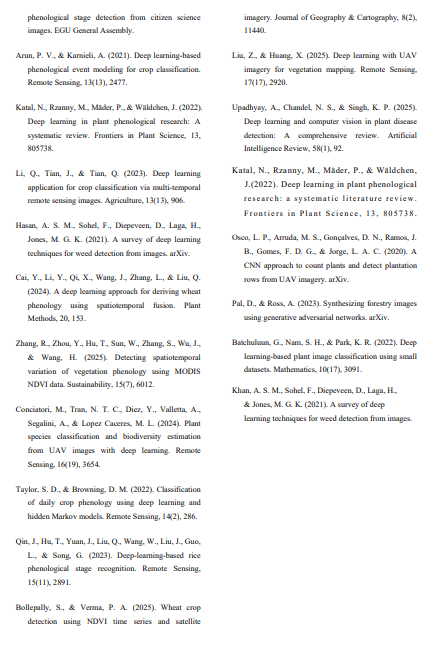 phenological stage detection from citizen science
images. EGU General Assembly.
Arun, P. V., & Karnieli, A. (2021). Deep learning-based
phenological event modeling for crop classification.
Remote Sensing, 13(13), 2477.
Katal, N., Rzanny, M., Mäder, P., & Wäldchen, J. (2022).
Deep learning in plant phenological research: A
systematic review. Frontiers in Plant Science, 13,
805738.
Li, Q., Tian, J., & Tian, Q. (2023). Deep learning
application for crop classification via multi-temporal
remote sensing images. Agriculture, 13(13), 906.
Hasan, A. S. M. M., Sohel, F., Diepeveen, D., Laga, H.,
Jones, M. G. K. (2021). A survey of deep learning
techniques for weed detection from images. arXiv.
Cai, Y., Li, Y., Qi, X., Wang, J., Zhang, L., & Liu, Q.
(2024). A deep learning approach for deriving wheat
phenology using spatiotemporal fusion. Plant
Methods, 20, 153.
Zhang, R., Zhou, Y., Hu, T., Sun, W., Zhang, S., Wu, J.,
& Wang, H. (2025). Detecting spatiotemporal
variation of vegetation phenology using MODIS
NDVI data. Sustainability, 15(7), 6012.
Conciatori, M., Tran, N. T. C., Diez, Y., Valletta, A.,
Segalini, A., & Lopez Caceres, M. L. (2024). Plant
species classification and biodiversity estimation
from UAV images with deep learning. Remote
Sensing, 16(19), 3654.
Taylor, S. D., & Browning, D. M. (2022). Classification
of daily crop phenology using deep learning and
hidden Markov models. Remote Sensing, 14(2), 286.
Qin, J., Hu, T., Yuan, J., Liu, Q., Wang, W., Liu, J., Guo,
L., & Song, G. (2023). Deep-learning-based rice
phenological stage recognition. Remote Sensing,
15(11), 2891.
Bollepally, S., & Verma, P. A. (2025). Wheat crop
detection using NDVI time series and satellite
imagery. Journal of Geography & Cartography, 8(2),
11440.
Liu, Z., & Huang, X. (2025). Deep learning with UAV
imagery for vegetation mapping. Remote Sensing,
17(17), 2920.
Upadhyay, A., Chandel, N. S., & Singh, K. P. (2025).
Deep learning and computer vision in plant disease
detection: A comprehensive review. Artificial
Intelligence Review, 58(1), 92.
Katal, N., Rzanny, M., Mäder, P., & Wäldchen,
J.(2022). Deep learning in plant phenological
research: a systematic literature review.
Frontiers in Plant Science, 13, 805738.
Osco, L. P., Arruda, M. S., Gonçalves, D. N., Ramos, J.
B., Gomes, F. D. G., & Jorge, L. A. C. (2020). A
CNN approach to count plants and detect plantation
rows from UAV imagery. arXiv.
Pal, D., & Ross, A. (2023). Synthesizing forestry images
using generative adversarial networks. arXiv.
Batchuluun, G., Nam, S. H., & Park, K. R. (2022). Deep
learning-based plant image classification using small
datasets. Mathematics, 10(17), 3091.
Khan, A. S. M. M., Sohel, F., Diepeveen, D., Laga, H.,
& Jones, M. G. K. (2021). A survey of deep
learning techniques for weed detection from images.